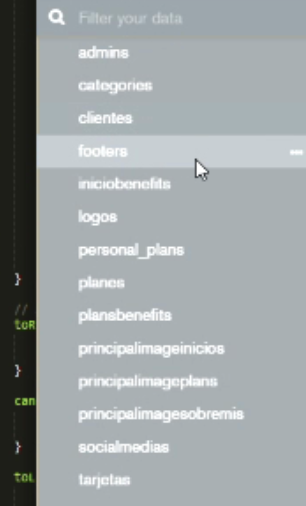 Filter your data
admins
categories
clientes
footers
iniciobenefits
logos
personal_plans
planes
plansbenefits
principalimageinicios
}
//
principalimageplans
toR
principalimagesobremis
}
can
socialmedias
}
tarjetas
toL